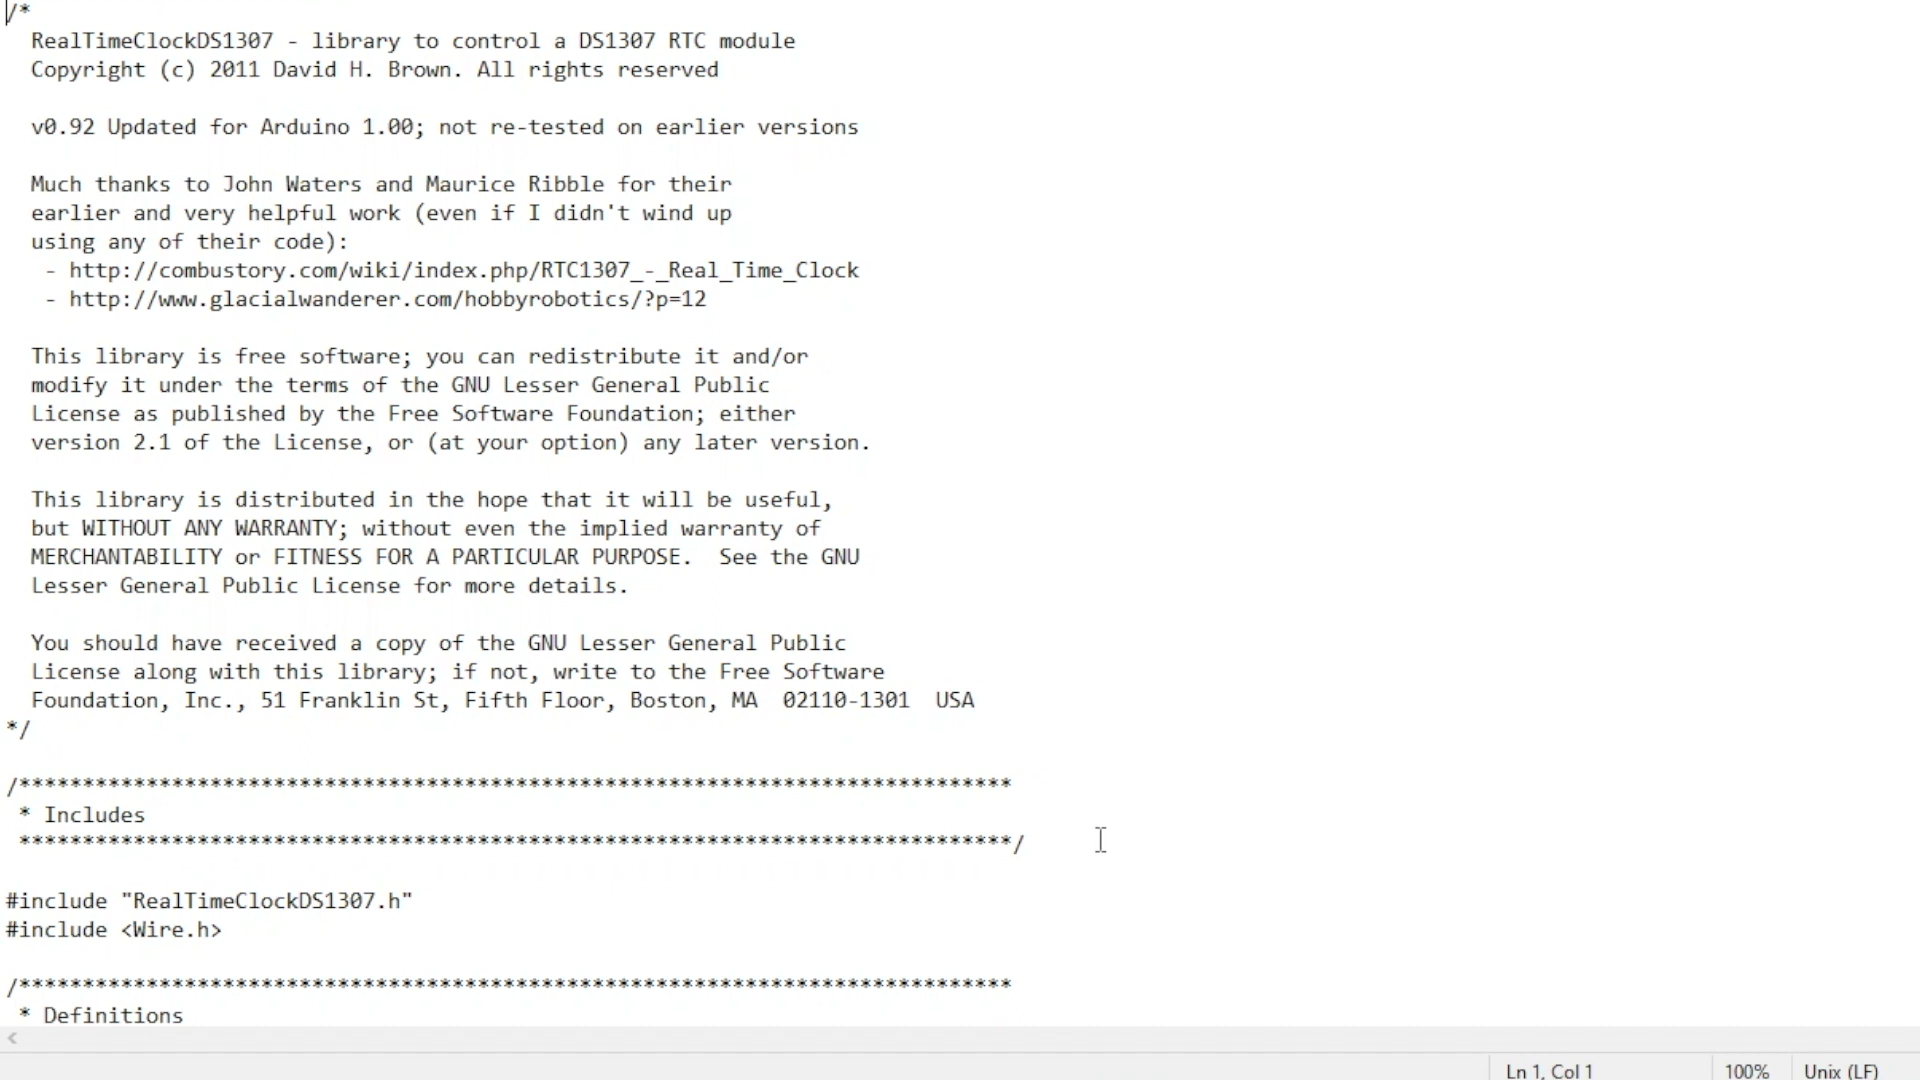 /*
RealTimeClockDS1307 - library to control a DS1307 RTC module
Copyright (c) 2011 David H. Brown. All rights reserved
v0.92 Updated for Arduino 1.00; not re-tested on earlier versions
Much thanks to John Waters and Maurice Ribble for their
earlier and very helpful work (even if I didn't wind up
using any of their code):
- http://combustory.com/wiki/index.php/RTC1307_-_Real_Time_Clock
- http://www.glacialwanderer.com/hobbyrobotics/?p=12
This library is free software; you can redistribute it and/or
modify it under the terms of the GNU Lesser General Public
License as published by the Free Software Foundation; either
version 2.1 of the License, or (at your option) any later version.
This library is distributed in the hope that it will be useful,
but WITHOUT ANY WARRANTY; without even the implied warranty of
MERCHANTABILITY or FITNESS FOR A PARTICULAR PURPOSE.  See the GNU
Lesser General Public License for more details.
You should have received a copy of the GNU Lesser General Public
License along with this library; if not, write to the Free Software
Foundation, Inc., 51 Franklin St, Fifth Floor, Boston, MA  02110-1301  USA
*/
/******************************************************************************
* Includes
******************************************************************************/
#include "RealTimeClockDS1307.h"
#include <Wire.h>
/******************************************************************************
* Definitions
Ln 1, Col 1
100%
Unix (LF)